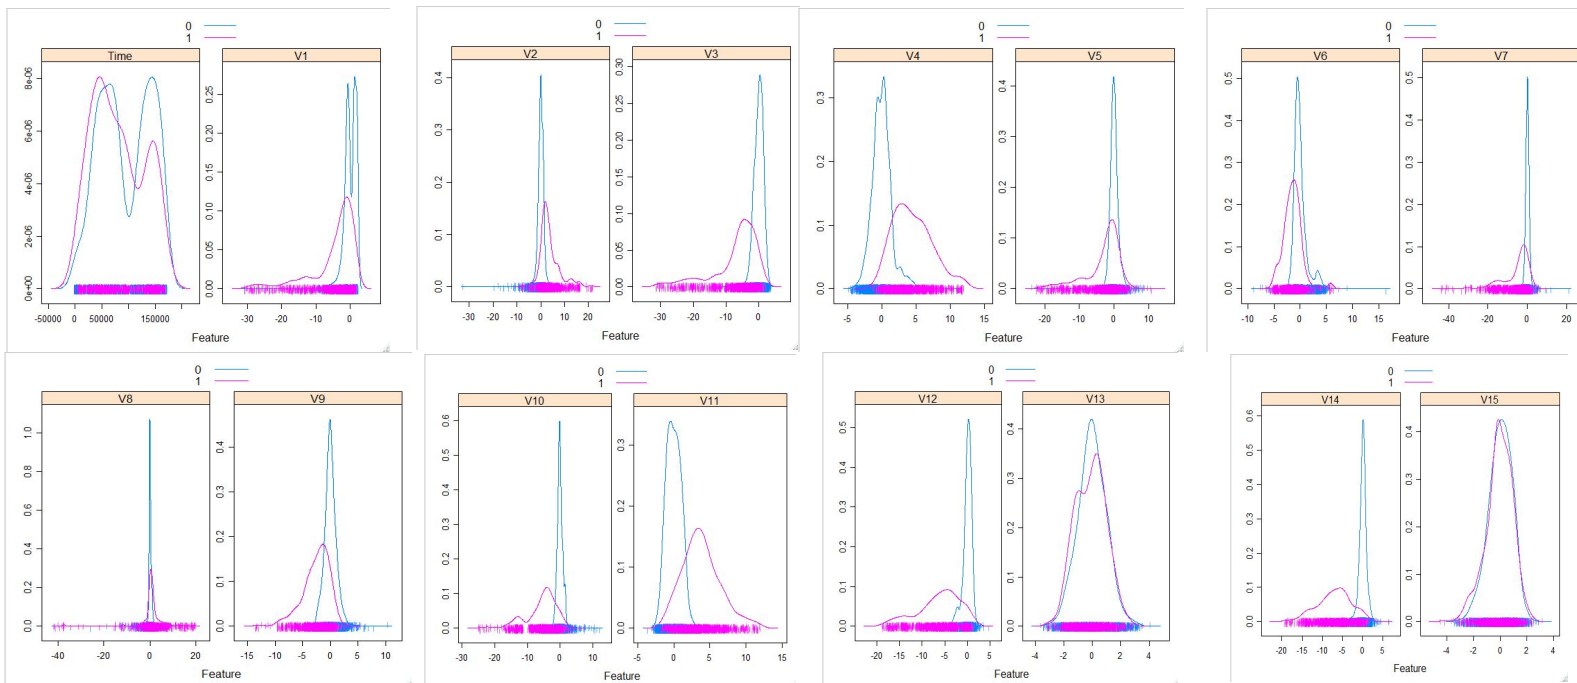 0
1
Time V1
8e-06
6e-06
4e-06
2e-06
0e+00
0.25
0.20
0.15
0.10
0.05
0.00
-50000 0 50000 150000
-30 -20 -10 0
Feature
0
1
V2 V3
0.4
0.3
0.2
0.1
0.0
0.30
0.25
0.20
0.15
0.10
0.05
0.00
-30 -20 -10 0 10 20
-30 -20 -10 0
Feature
0
1
V4 V5
0.3
0.2
0.1
0.0
0.4
0.3
0.2
0.1
0.0
-5 0 5 10 15
-20 -10 0 10
Feature
0
1
V6 V7
0.5
0.4
0.3
0.2
0.1
0.0
0.5
0.4
0.3
0.2
0.1
0.0
-10 -5 0 5 10 15
-40 -20 0 20
Feature
0
1
V8 V9
1.0
0.8
0.6
0.4
0.2
0.0
0.4
0.3
0.2
0.1
0.0
-40 -20 0 20
-10 -5 0 5 10
Feature
0
1
V10 V11
0.6
0.5
0.4
0.3
0.2
0.1
0.0
0.3
0.2
0.1
0.0
-30 -20 -10 0 10
-5 0 5 10 15
Feature
0
1
V12 V13
0.5
0.4
0.3
0.2
0.1
0.0
0.4
0.3
0.2
0.1
0.0
-20 -15 -10 -5 0 5
-4 -2 0 2 4
Feature
0
1
V14 V15
0.6
0.5
0.4
0.3
0.2
0.1
0.0
0.4
0.3
0.2
0.1
0.0
-20 -15 -10 -5 0 5
-4 -2 0 2 4
Feature